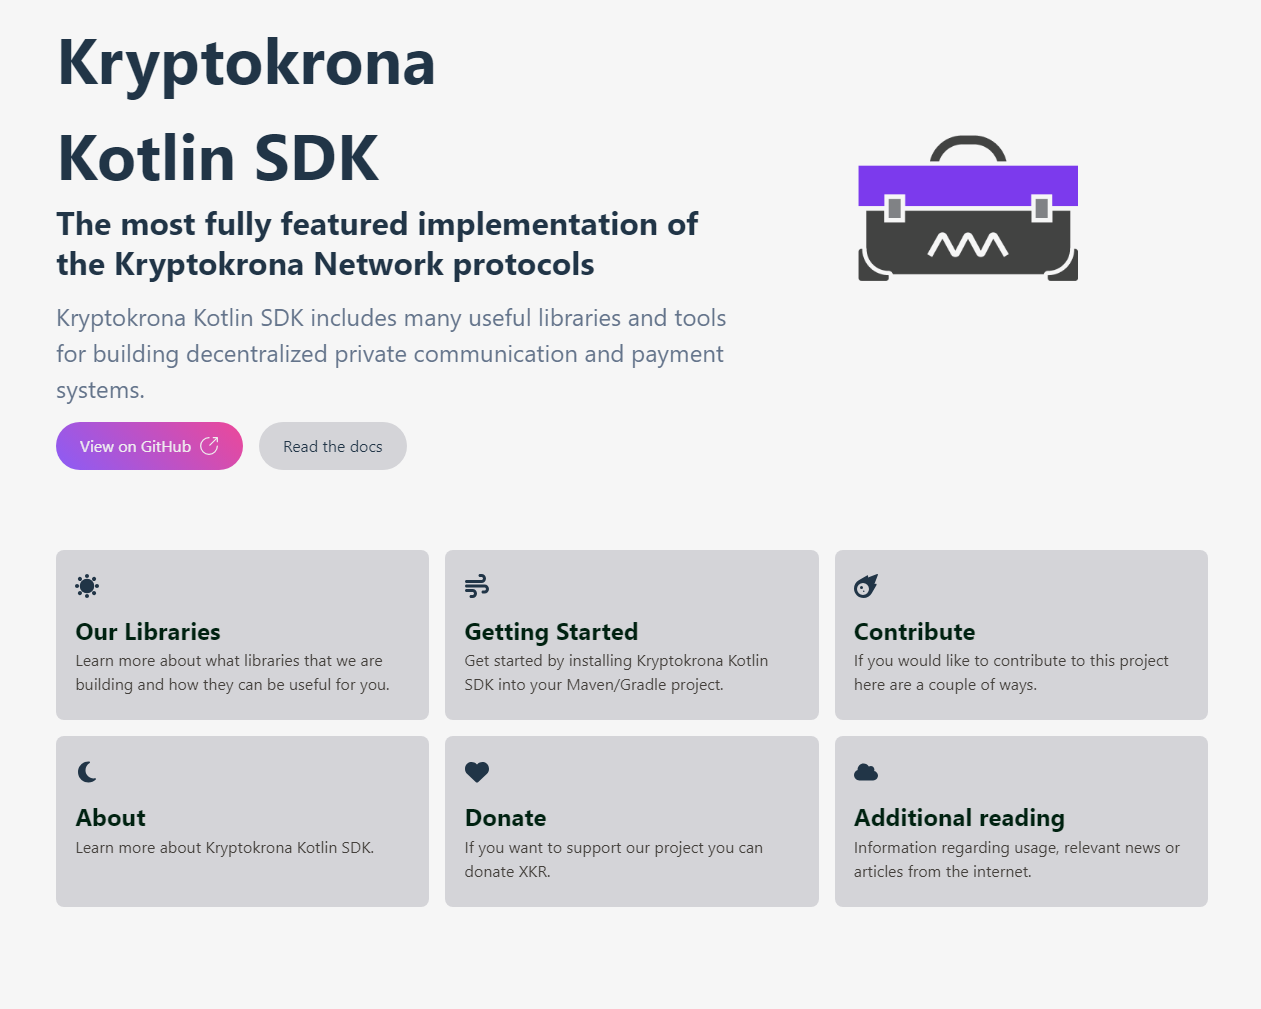 Kryptokrona
Kotlin SDK
The most fully featured implementation of
the Kryptokrona Network protocols
Kryptokrona Kotlin SDK includes many useful libraries and tools
for building decentralized private communication and payment
systems.
View on GitHub
Read the docs
Our Libraries
Learn more about what libraries that we are
building and how they can be useful for you.
Getting Started
Get started by installing Kryptokrona Kotlin
SDK into your Maven/Gradle project.
Contribute
If you would like to contribute to this project
here are a couple of ways.
About
Learn more about Kryptokrona Kotlin SDK.
Donate
If you want to support our project you can
donate XKR.
Additional reading
Information regarding usage, relevant news or
articles from the internet.